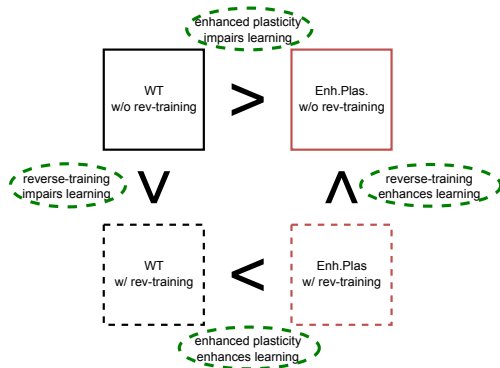 enhanced plasticity
impairs learning
WT
w/o rev-training
>
Enh.Plas.
w/o rev-training
reverse-training
impairs learning
>
<
reverse-training
enhances learning
WT
w/ rev-training
<
Enh.Plas
w/ rev-training
enhanced plasticity
enhances learning